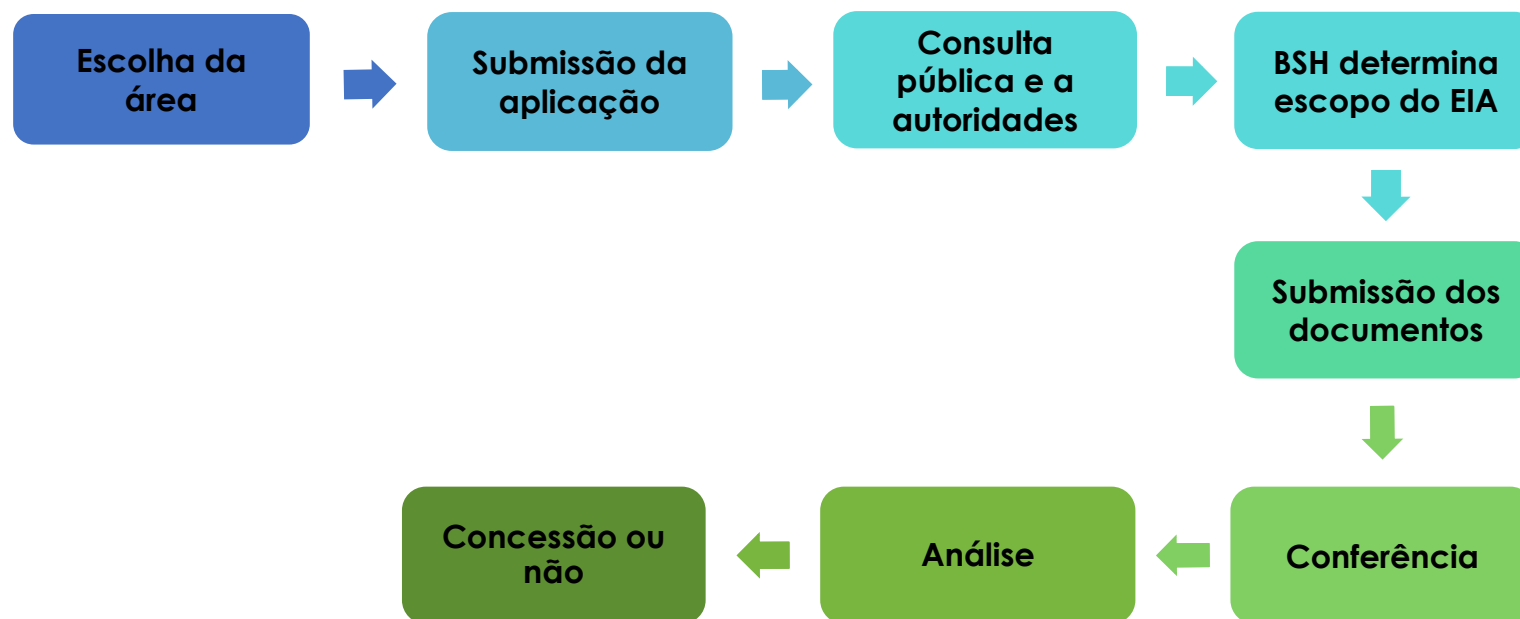 Escolha da
área
Submissão da
aplicação
Consulta
pública e a
autoridades
BSH determina
escopo do EIA
Submissão dos
documentos
Conferência
Análise
Concessão ou
não